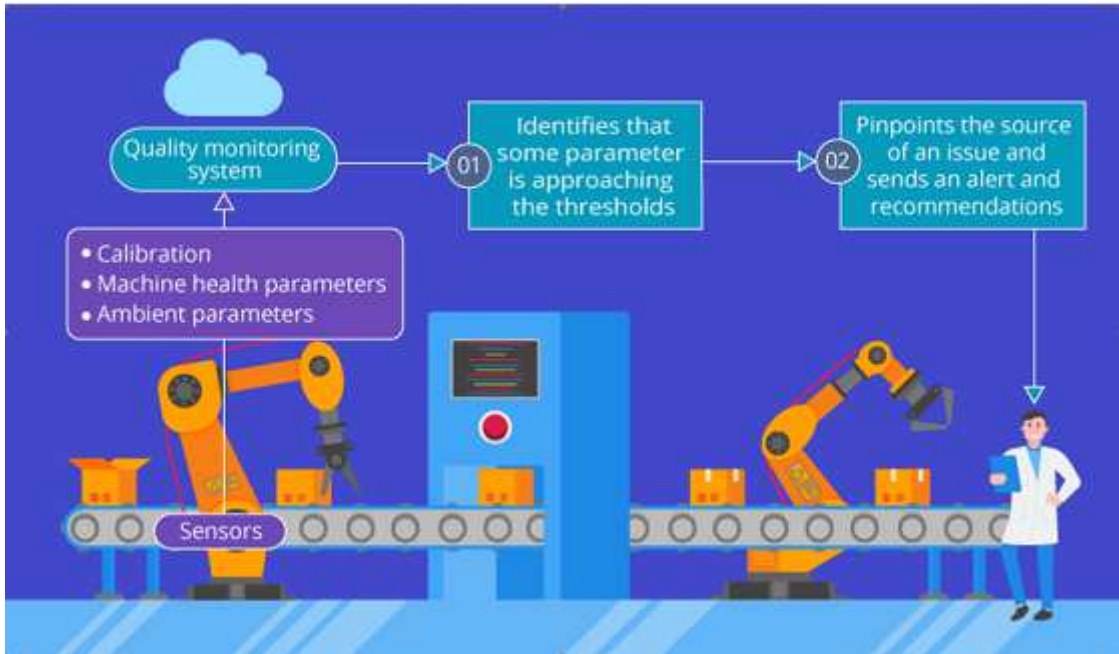 Quality monitoring
system
01
Identifies that
some parameter
is approaching
the thresholds
02
Pinpoints the source
of an issue and
sends an alert and
recommendations
• Calibration
• Machine health parameters
• Ambient parameters
Sensors